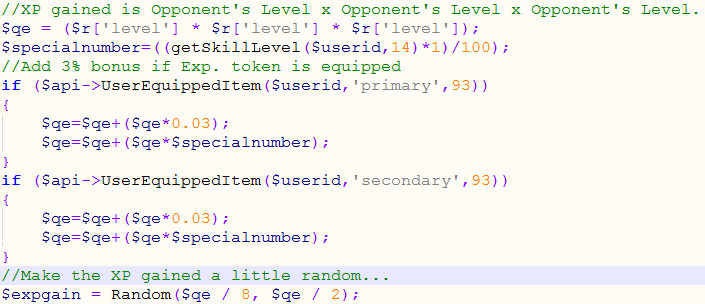 //XP gained is Opponent's Level x Opponent's Level x Opponent's Level.
$qe = ($r['level'] * $r['level'] * $r['level']);
$specialnumber=((getSkillLevel($userid,14)*1)/100);
//Add 3% bonus if Exp. token is equipped
if ($api->UserEquippedItem($userid,'primary',93))
{
$qe=$qe+($qe*0.03);
$qe=$qe+($qe*$specialnumber);
}
if ($api->UserEquippedItem($userid,'secondary',93))
{
$qe=$qe+($qe*0.03);
$qe=$qe+($qe*$specialnumber);
}
//Make the XP gained a little random...
$expgain = Random($qe / 8, $qe / 2);